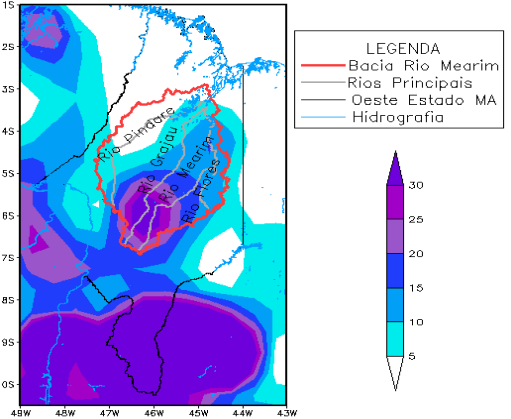 1S
2S
3S
4S
5S
6S
7S
8S
9S
0S
49W 48W 47W 46W 45W 44W 43W
Rio Pindare
Rio Grajau
Rio Mearim
Rio Flores
LEGENDA
Bacia Rio Mearim
Rios Principais
Oeste Estado MA
Hidrografia
30
25
20
15
10
5